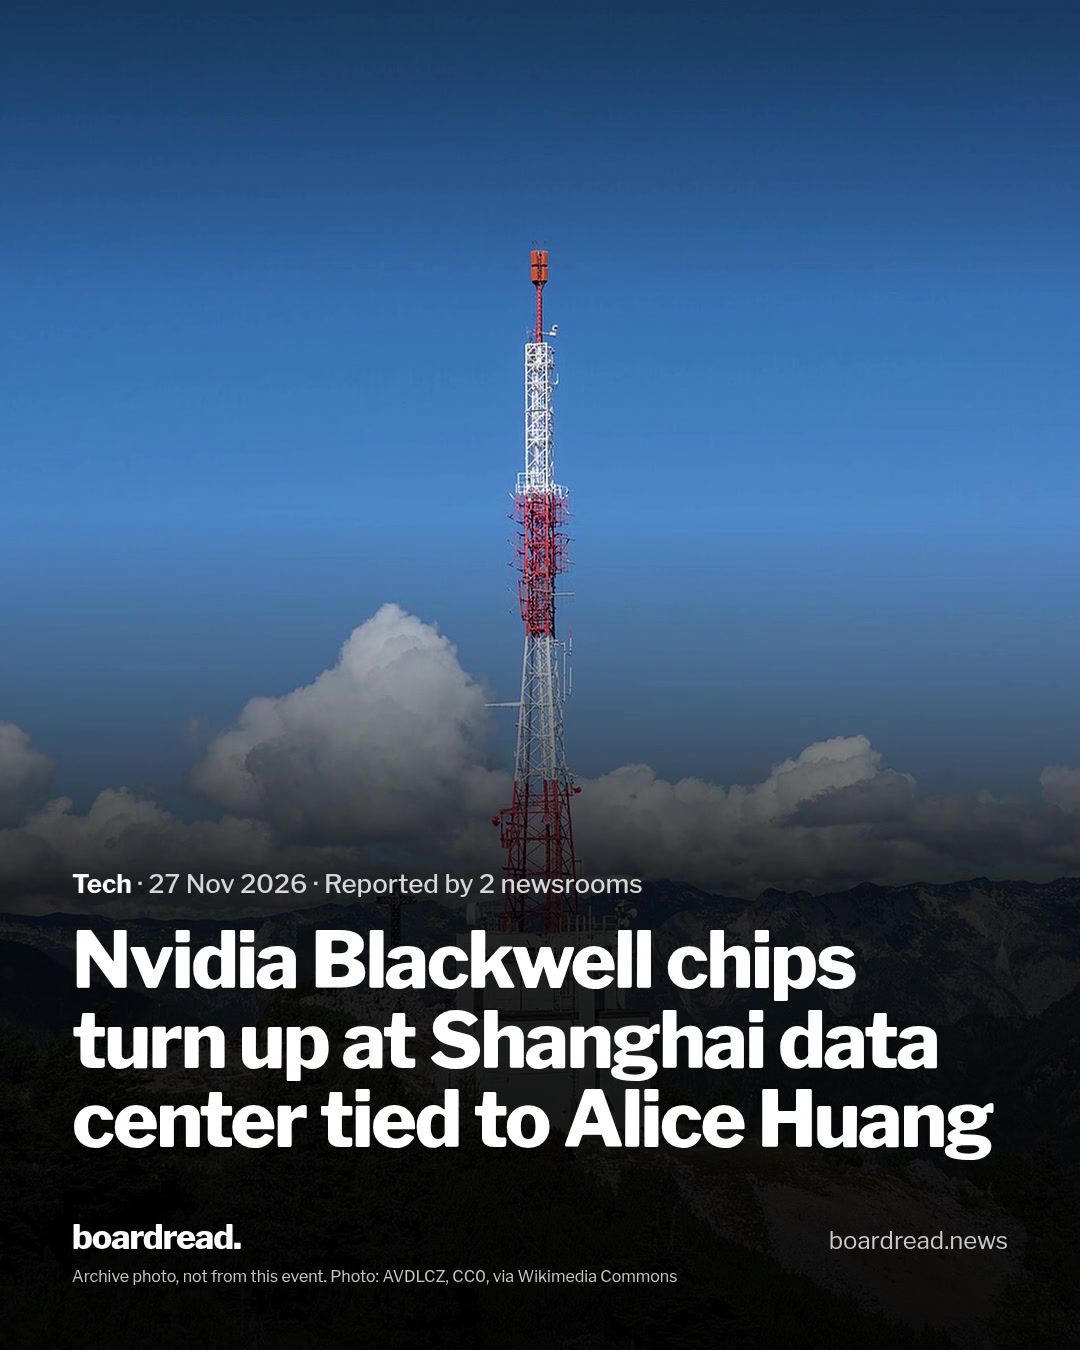 Tech · 27 Nov 2026 · Reported by 2 newsrooms
Nvidia Blackwell chips
turn up at Shanghai data
center tied to Alice Huang
boardread.
boardread.news
Archive photo, not from this event. Photo: AVDLCZ, CC0, via Wikimedia Commons